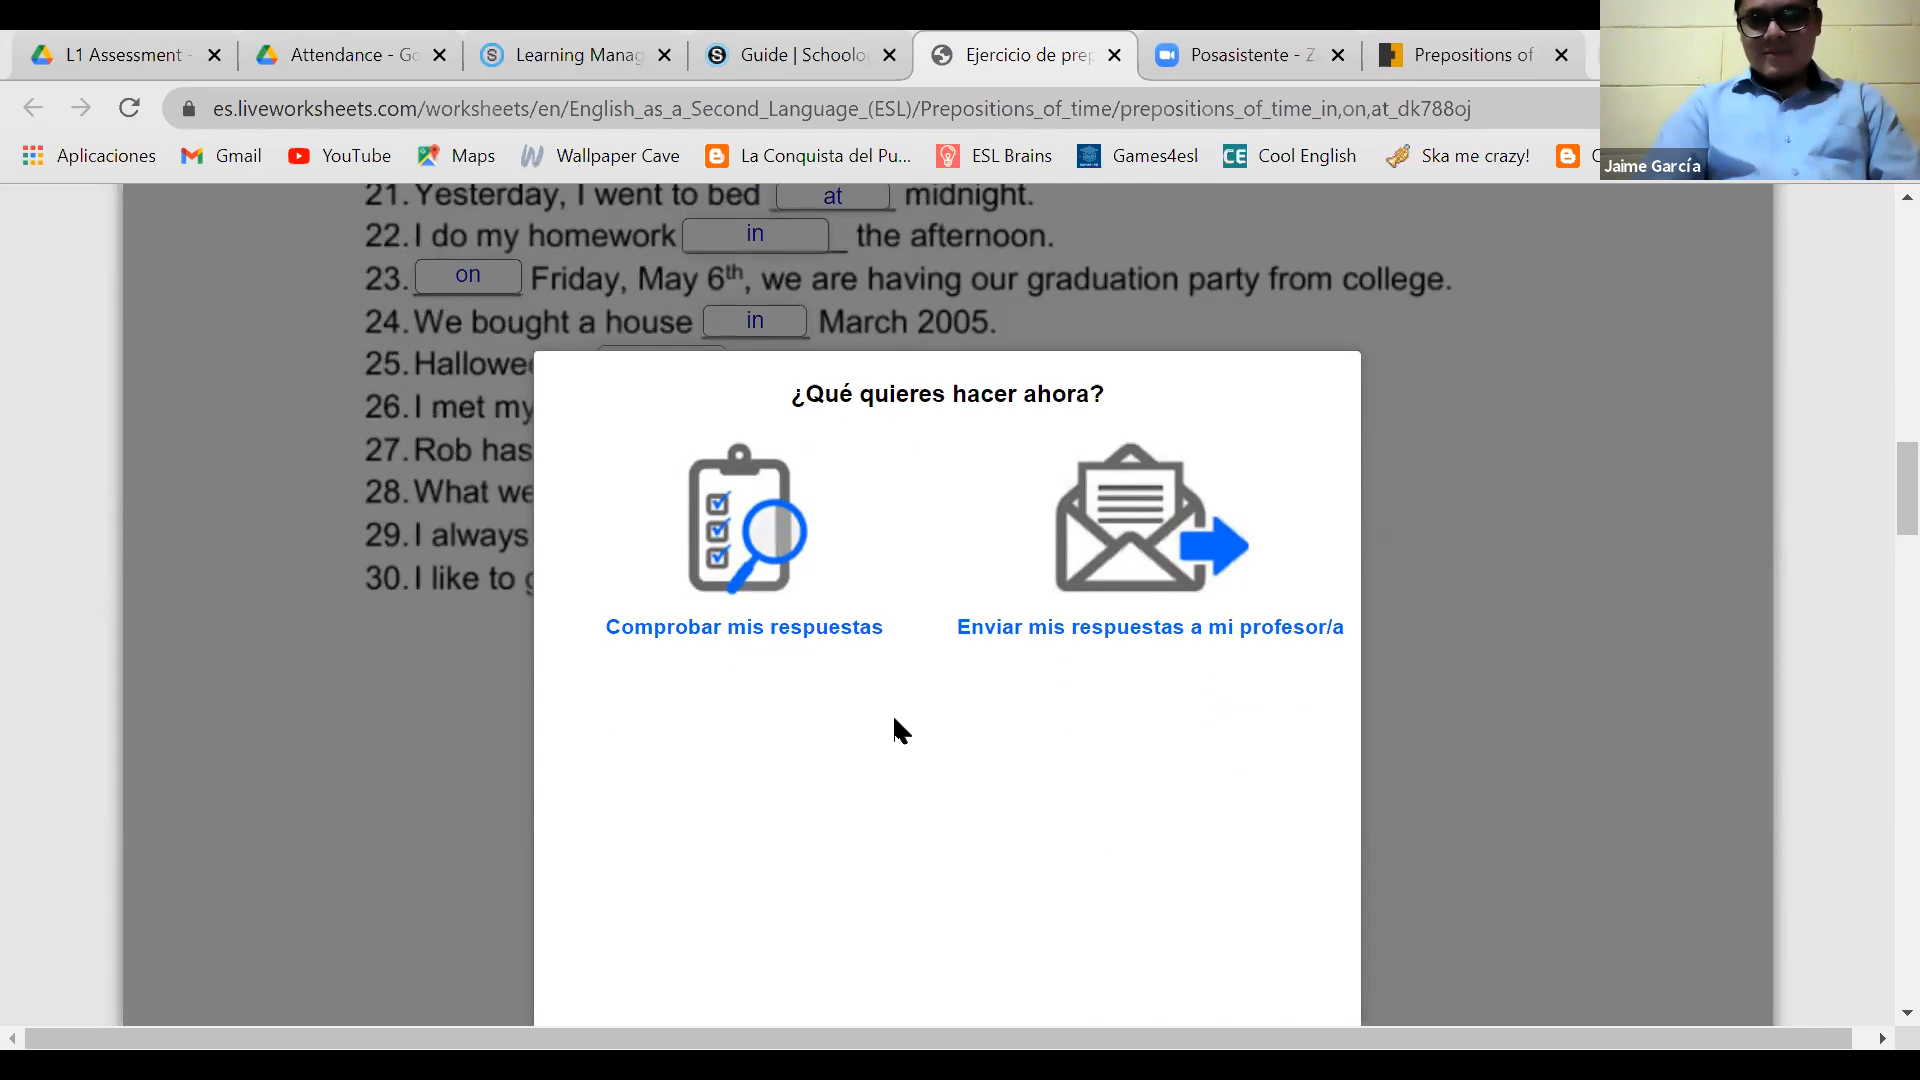 L1 Assessment -
Attendance - Go
Learning Manag
Guide | Schoolo
Ejercicio de prep
Posasistente - Z
Prepositions of
es.liveworksheets.com/worksheets/en/English_as_a_Second_Language_(ESL)/Prepositions_of_time/prepositions_of_time_in,on,at_dk788oj
Aplicaciones
Gmail
YouTube
Maps
Wallpaper Cave
La Conquista del Pu...
ESL Brains
Games4esl
Cool English
Ska me crazy!
Jaime García
21. Yesterday, I went to bed at midnight.
22. I do my homework in the afternoon.
23. on Friday, May 6th, we are having our graduation party from college.
24. We bought a house in March 2005.
25. Hallowe
26. I met my
27. Rob has
28. What we
29. I always
30. I like to g
¿Qué quieres hacer ahora?
Comprobar mis respuestas
Enviar mis respuestas a mi profesor/a